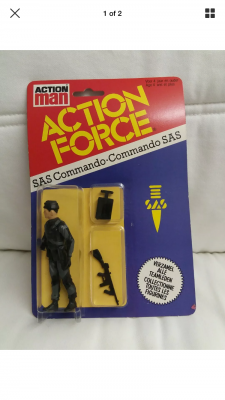 1 of 2
ACTION
man
ACTION
FORCE
SAS Commando-Commando SAS
VERZAMEL
ALLE
TEAMLEDEN
COLLECTIONNE
TOUTES LES
FIGURINES